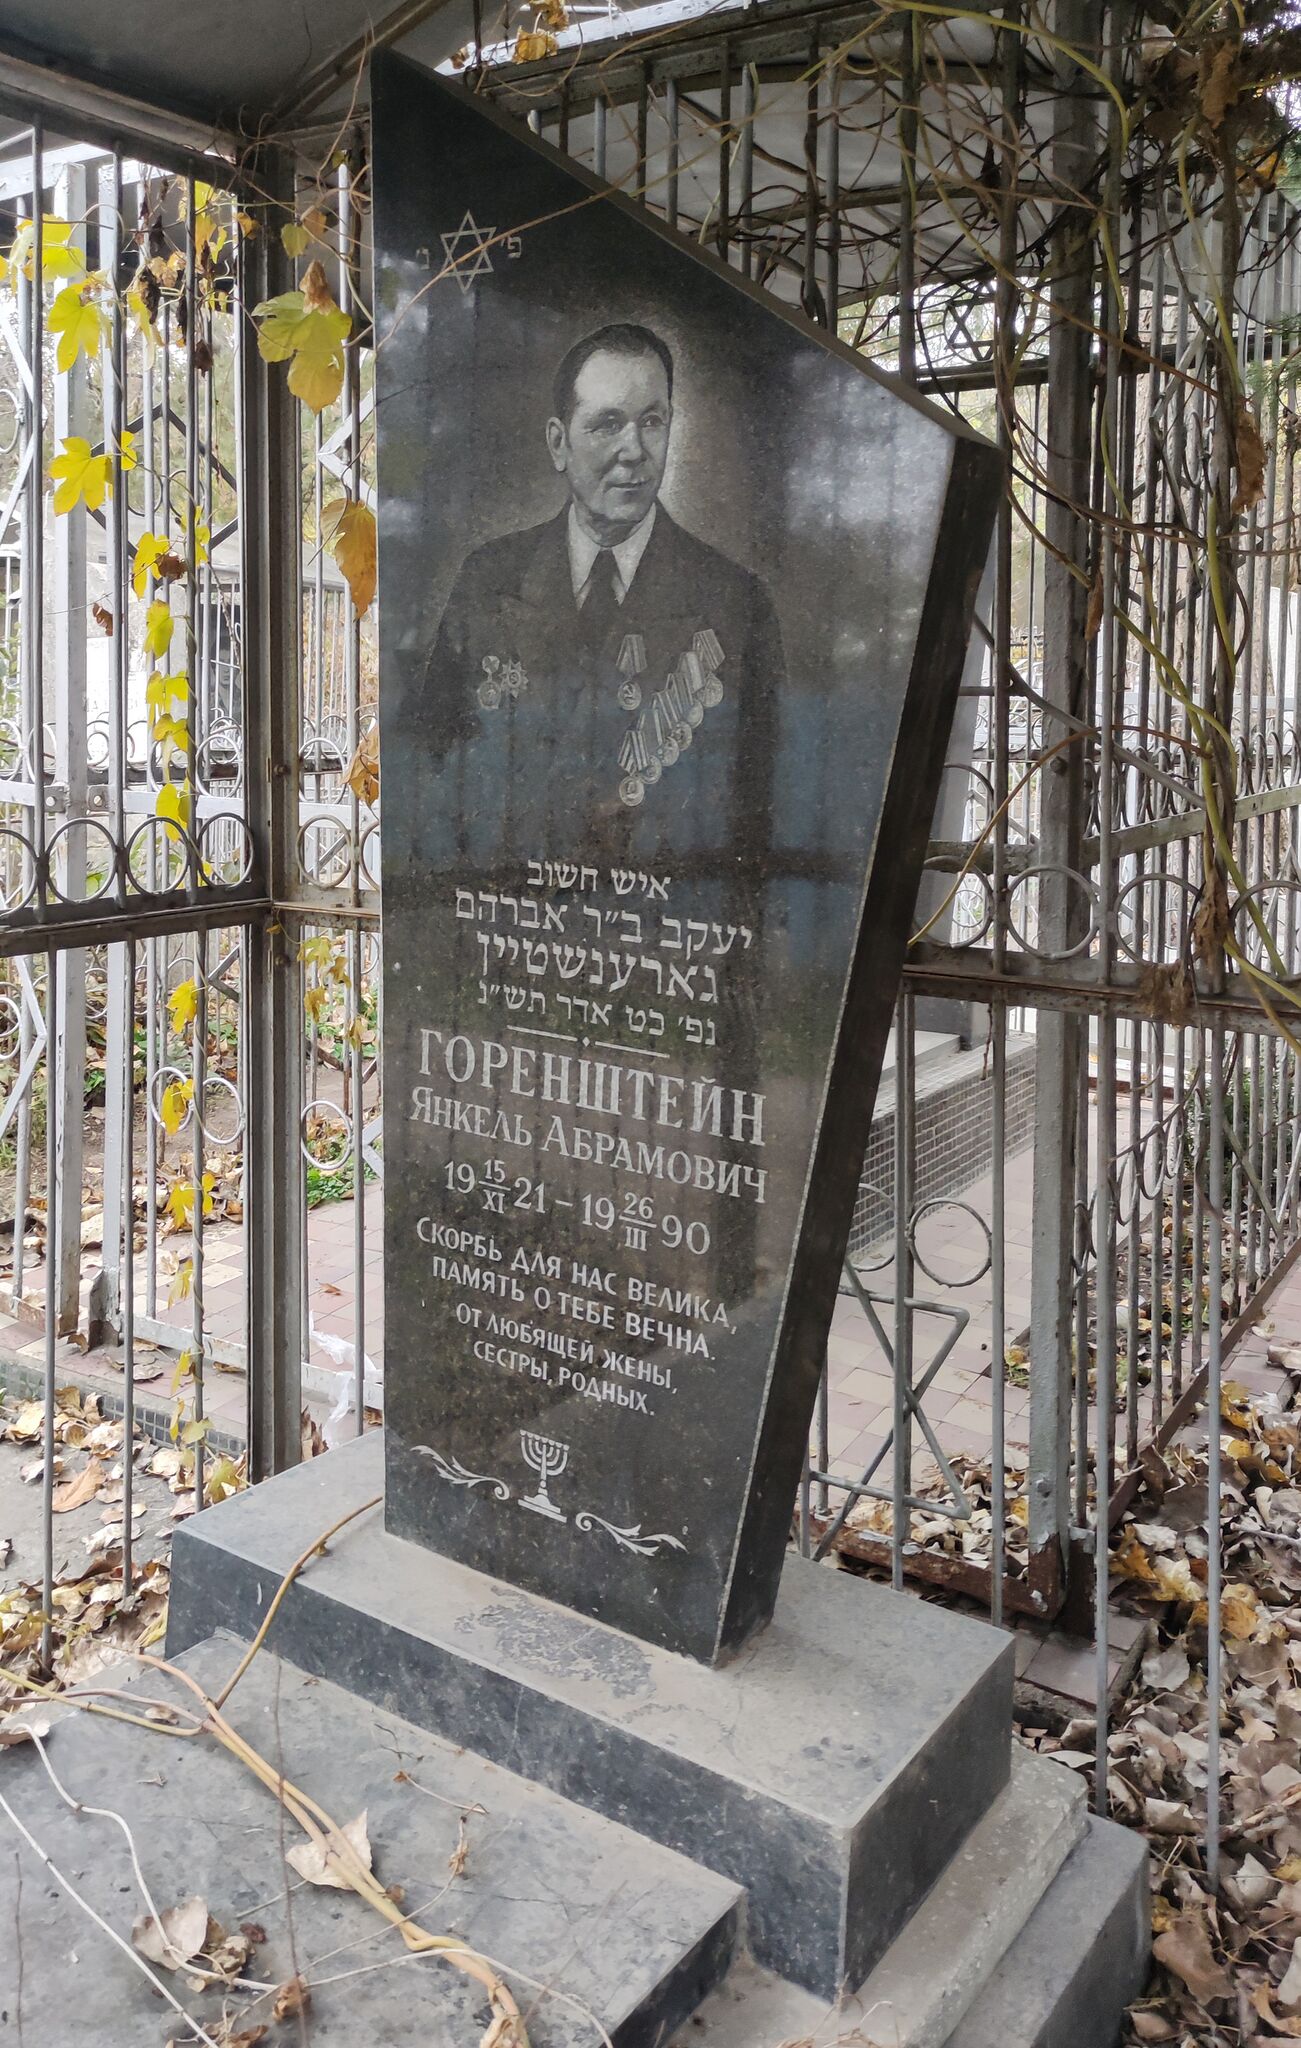 פ' נ'
איש חשוב
יעקב ב״ר אברהם
גארענשטיין
נפ' כט אדר תש״נ
ГОРЕНШТЕЙН
ЯНКЕЛЬ АБРАМОВИЧ
19 15/XI 21 – 19 26/III 90
СКОРБЬ ДЛЯ НАС ВЕЛИКА,
ПАМЯТЬ О ТЕБЕ ВЕЧНА.
ОТ ЛЮБЯЩЕЙ ЖЕНЫ,
СЕСТРЫ, РОДНЫХ.